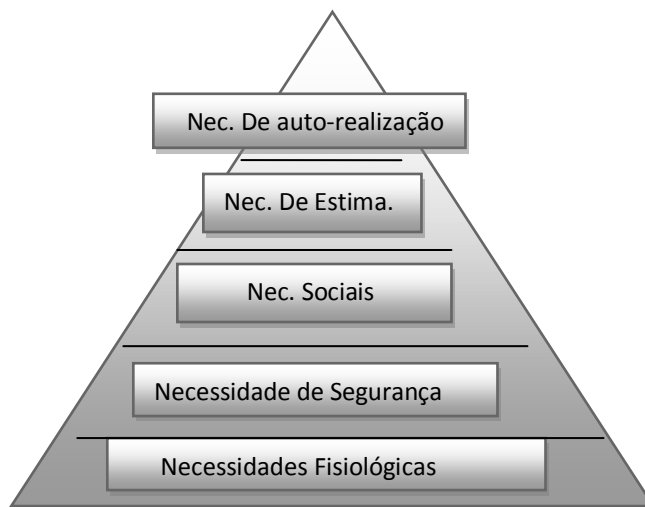 Nec. De auto-realização
Nec. De Estima.
Nec. Sociais
Necessidade de Segurança
Necessidades Fisiológicas